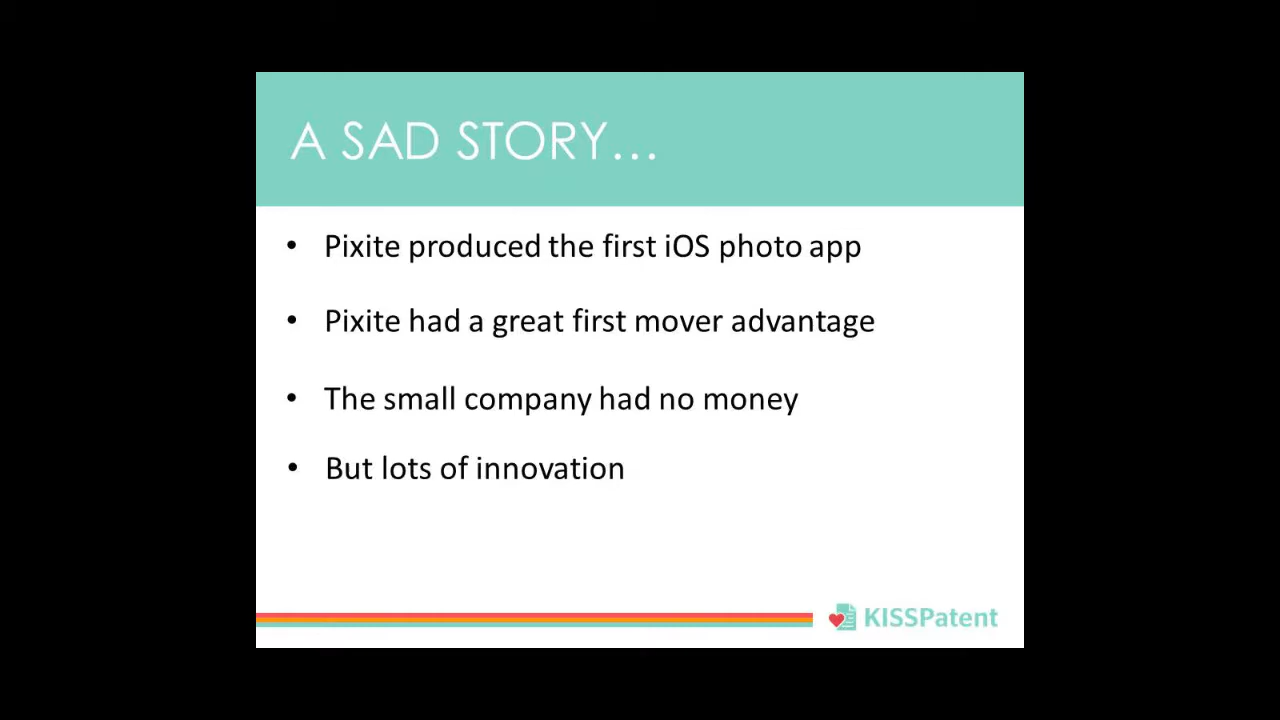 A SAD STORY...
• Pixite produced the first iOS photo app
• Pixite had a great first mover advantage
• The small company had no money
• But lots of innovation
KISSPatent